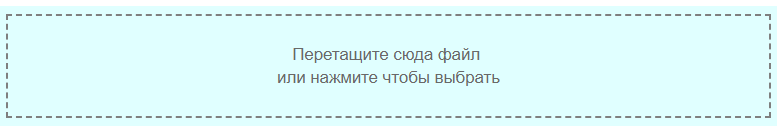 Перетащите сюда файл
или нажмите чтобы выбрать